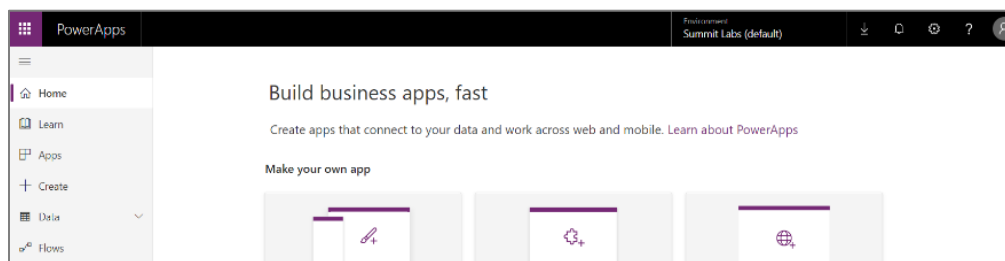 PowerApps
Environment
Summit Labs (default)
?
Home
Learn
Apps
Create
Data
Flows
Build business apps, fast
Create apps that connect to your data and work across web and mobile. Learn about PowerApps
Make your own app